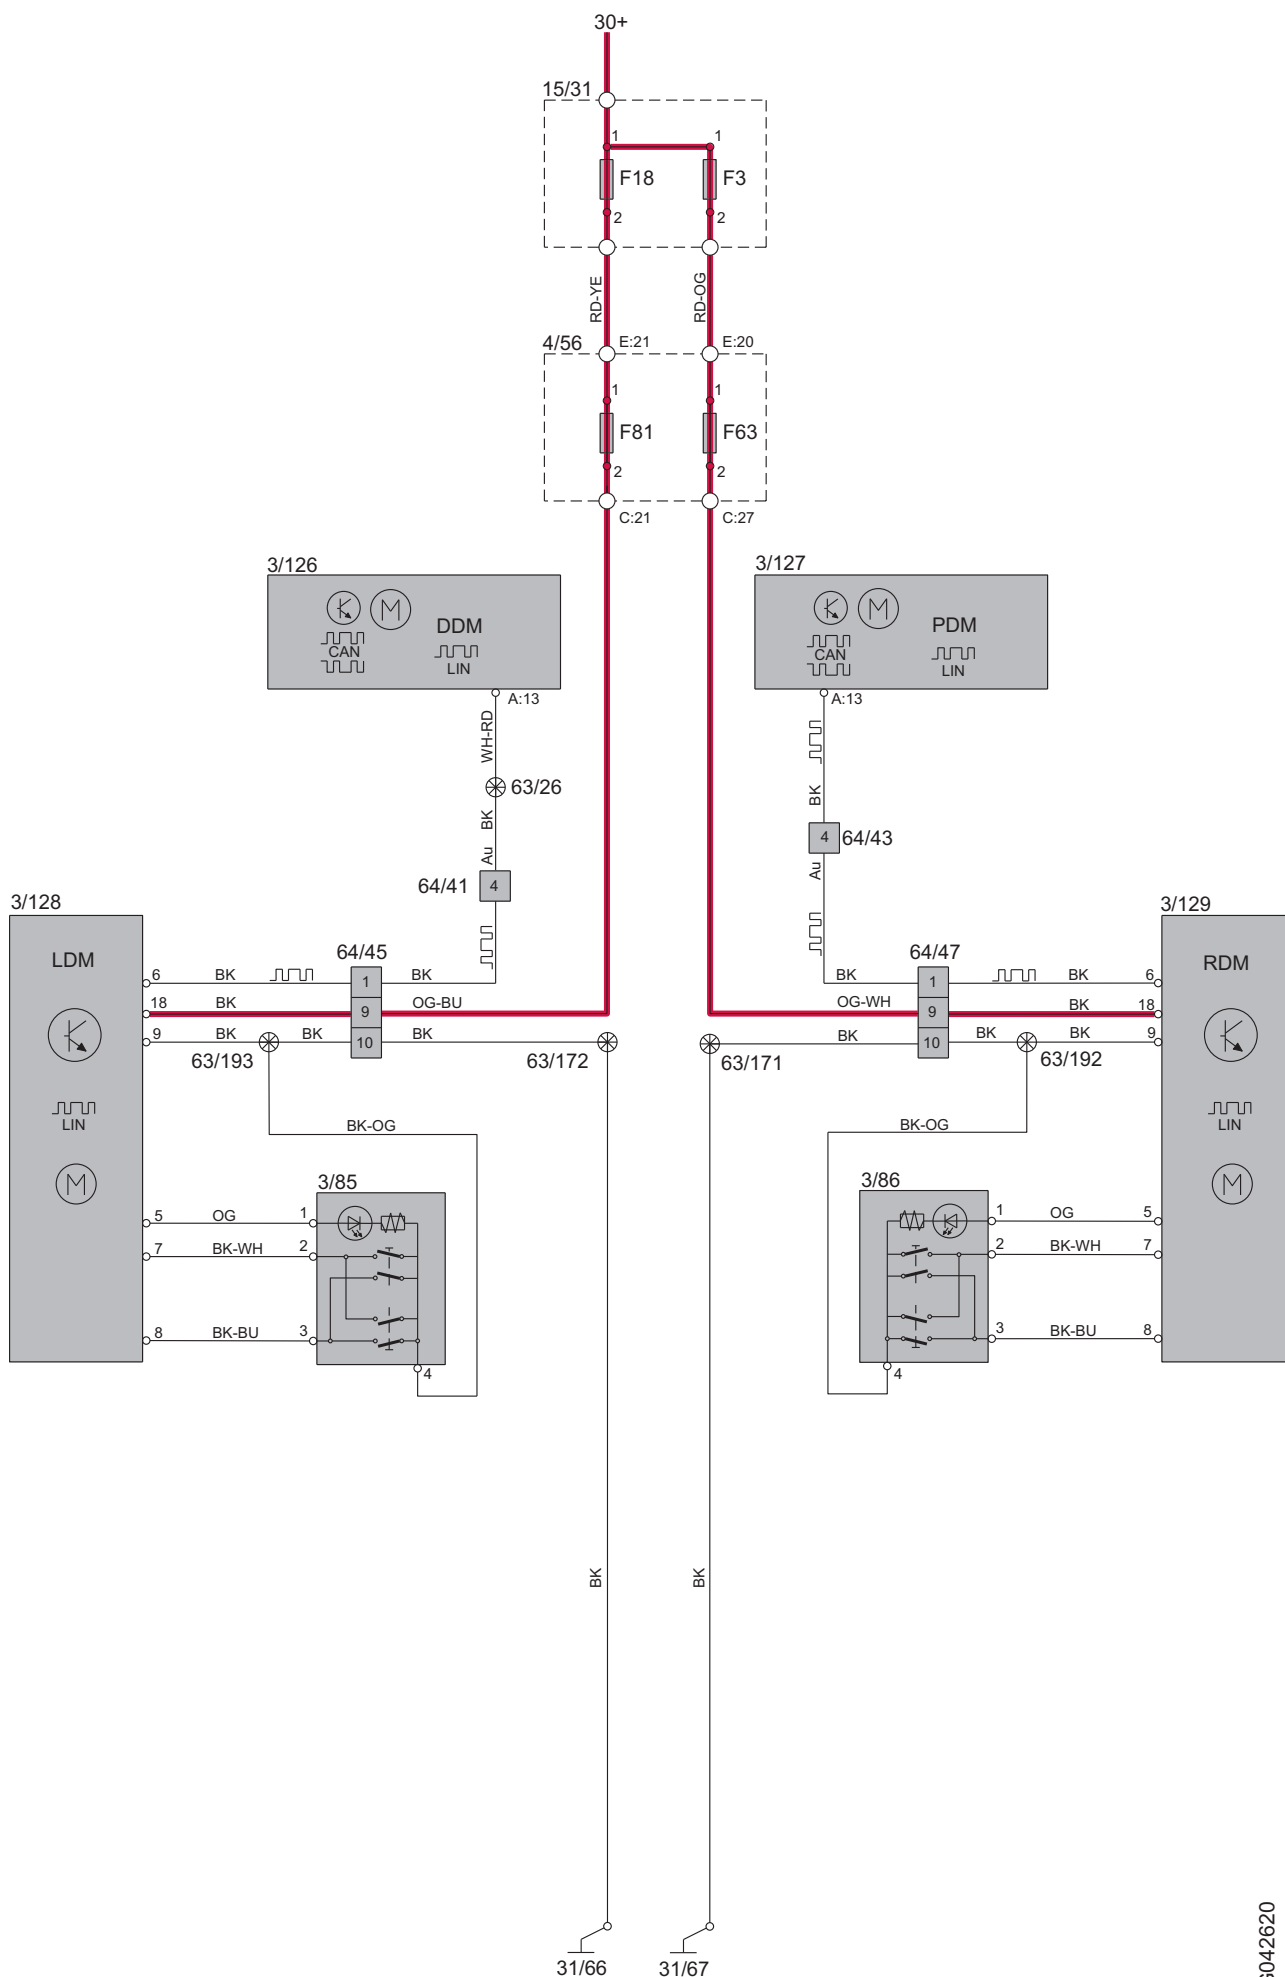 30+
15/31
1 1
F18 F3
2 2
RD-YE RD-OG
4/56 E:21 E:20
1 1
F81 F63
2 2
C:21 C:27
3/126 3/127
M M
DDM PDM
CAN LIN CAN LIN
A:13 A:13
WH-RD
63/26
BK BK
4 64/43
Au Au
64/41 4
3/128 3/129
LDM RDM
64/45 64/47
6 BK 1 BK BK 1 BK 6
18 BK 9 OG-BU OG-WH 9 BK 18
9 BK BK 10 BK BK 10 BK BK 9
63/193 63/172 63/171 63/192
LIN LIN
BK-OG BK-OG
M M
3/85 3/86
5 OG 1 1 OG 5
7 BK-WH 2 2 BK-WH 7
8 BK-BU 3 3 BK-BU 8
4 4
BK BK
31/66 31/67
042620